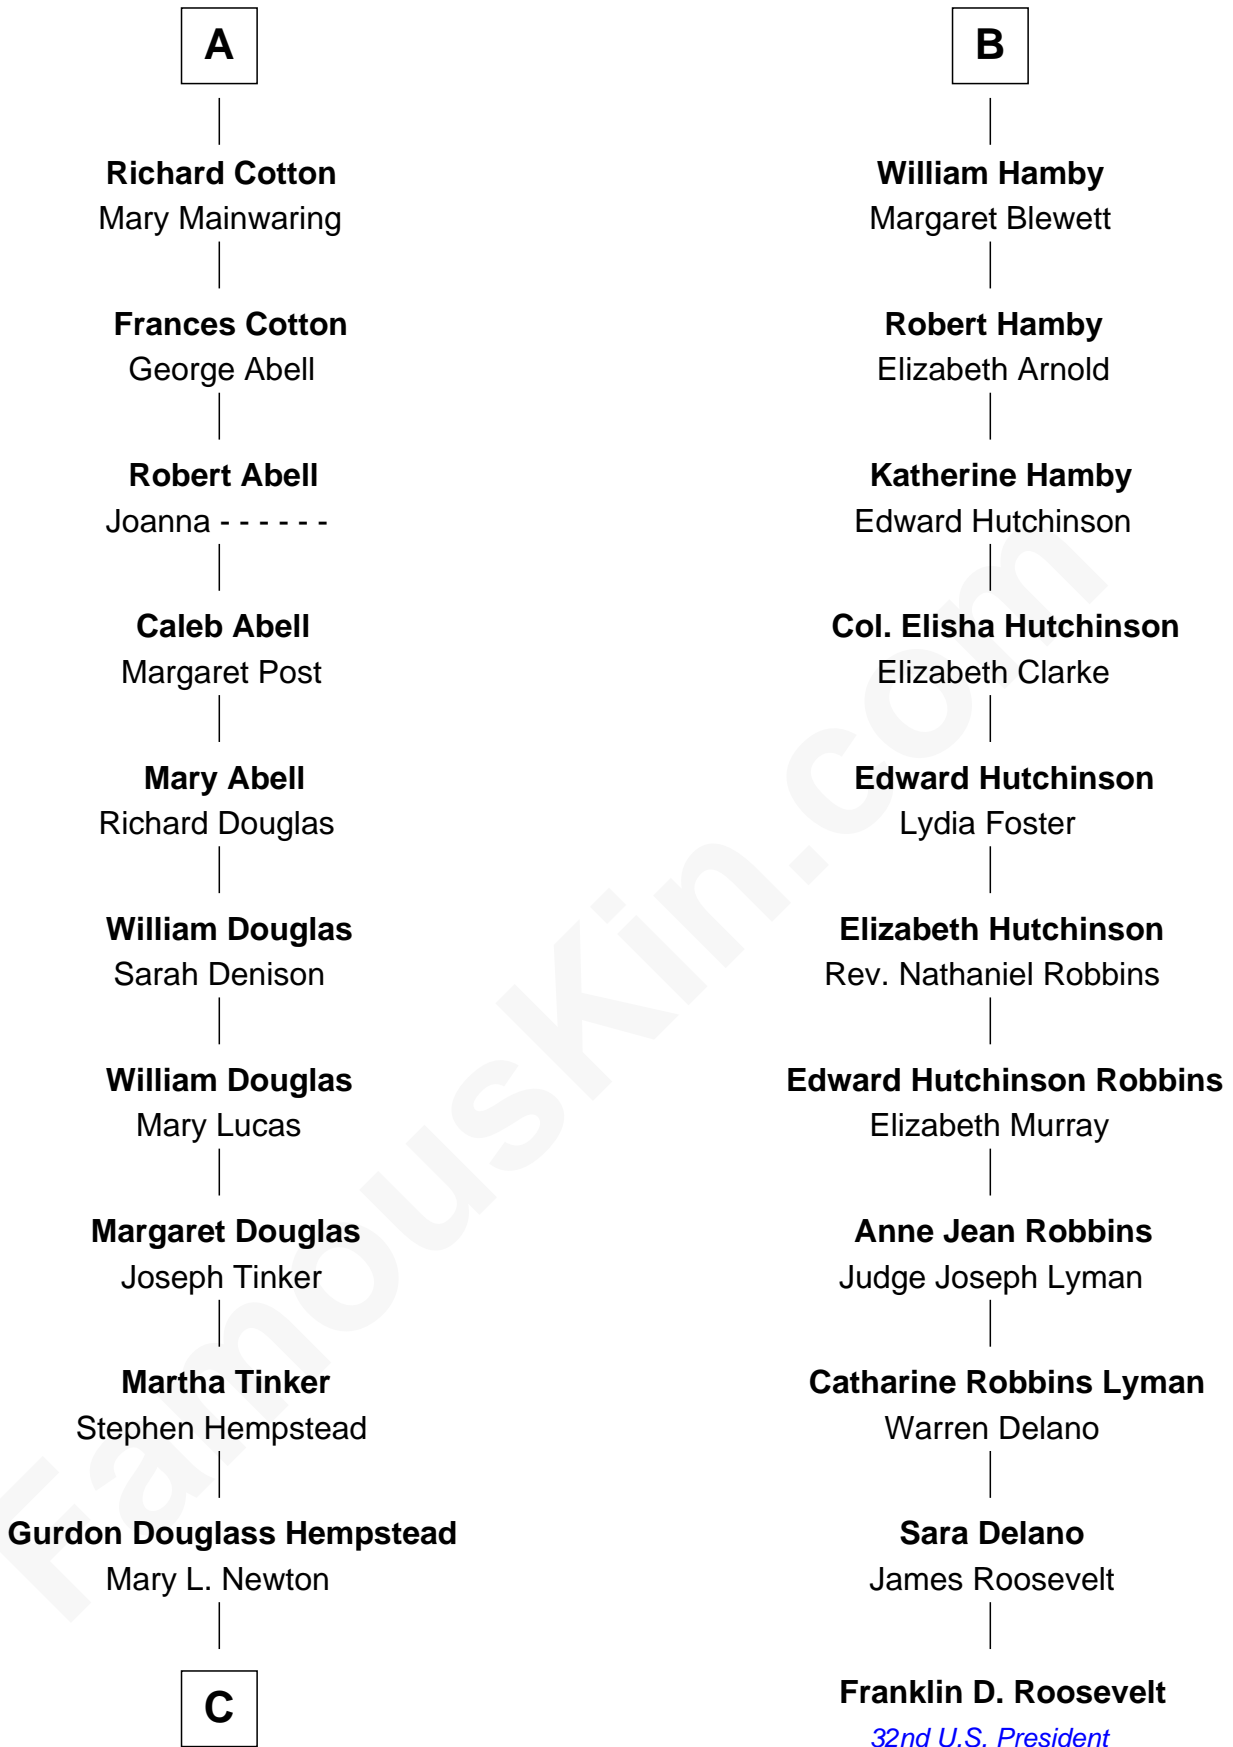 A
Richard Cotton
Mary Mainwaring
Frances Cotton
George Abell
Robert Abell
Joanna - - - - - -
Caleb Abell
Margaret Post
Mary Abell
Richard Douglas
William Douglas
Sarah Denison
William Douglas
Mary Lucas
Margaret Douglas
Joseph Tinker
Martha Tinker
Stephen Hempstead
Gurdon Douglass Hempstead
Mary L. Newton
C
B
William Hamby
Margaret Blewett
Robert Hamby
Elizabeth Arnold
Katherine Hamby
Edward Hutchinson
Col. Elisha Hutchinson
Elizabeth Clarke
Edward Hutchinson
Lydia Foster
Elizabeth Hutchinson
Rev. Nathaniel Robbins
Edward Hutchinson Robbins
Elizabeth Murray
Anne Jean Robbins
Judge Joseph Lyman
Catharine Robbins Lyman
Warren Delano
Sara Delano
James Roosevelt
Franklin D. Roosevelt
32nd U.S. President
FamousKin.com